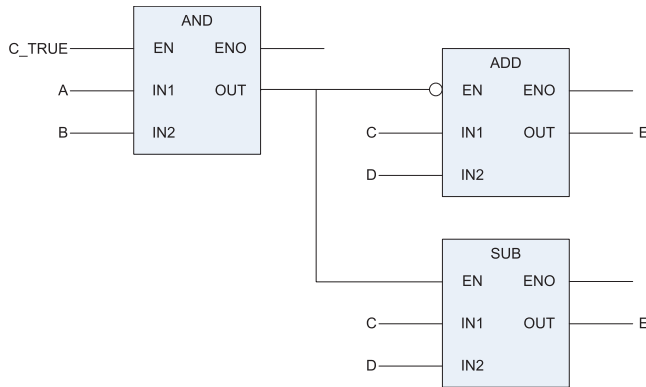 AND
C_TRUE EN ENO
A IN1 OUT
B IN2
ADD
EN ENO
C IN1 OUT E
D IN2
SUB
EN ENO
C IN1 OUT E
D IN2